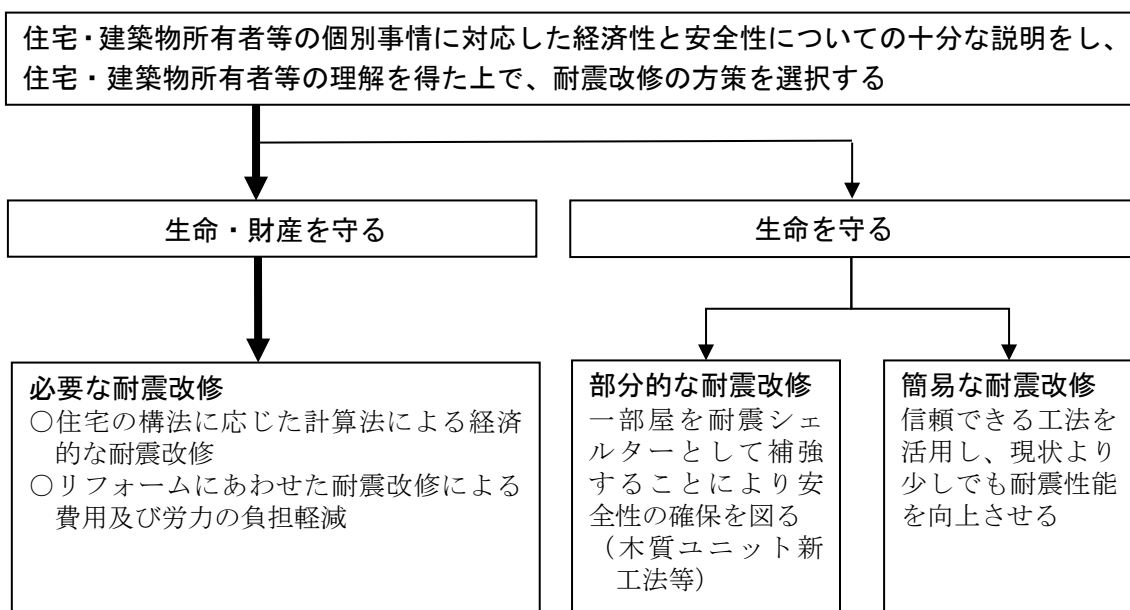 住宅・建築物所有者等の個別事情に対応した経済性と安全性についての十分な説明をし、
住宅・建築物所有者等の理解を得た上で、耐震改修の方策を選択する
生命・財産を守る
生命を守る
必要な耐震改修
○住宅の構法に応じた計算法による経済
的な耐震改修
○リフォームにあわせた耐震改修による
費用及び労力の負担軽減
部分的な耐震改修
一部屋を耐震シェ
ルターとして補強
することにより安
全性の確保を図る
（木質ユニット新
工法等）
簡易な耐震改修
信頼できる工法を
活用し、現状より
少しでも耐震性能
を向上させる